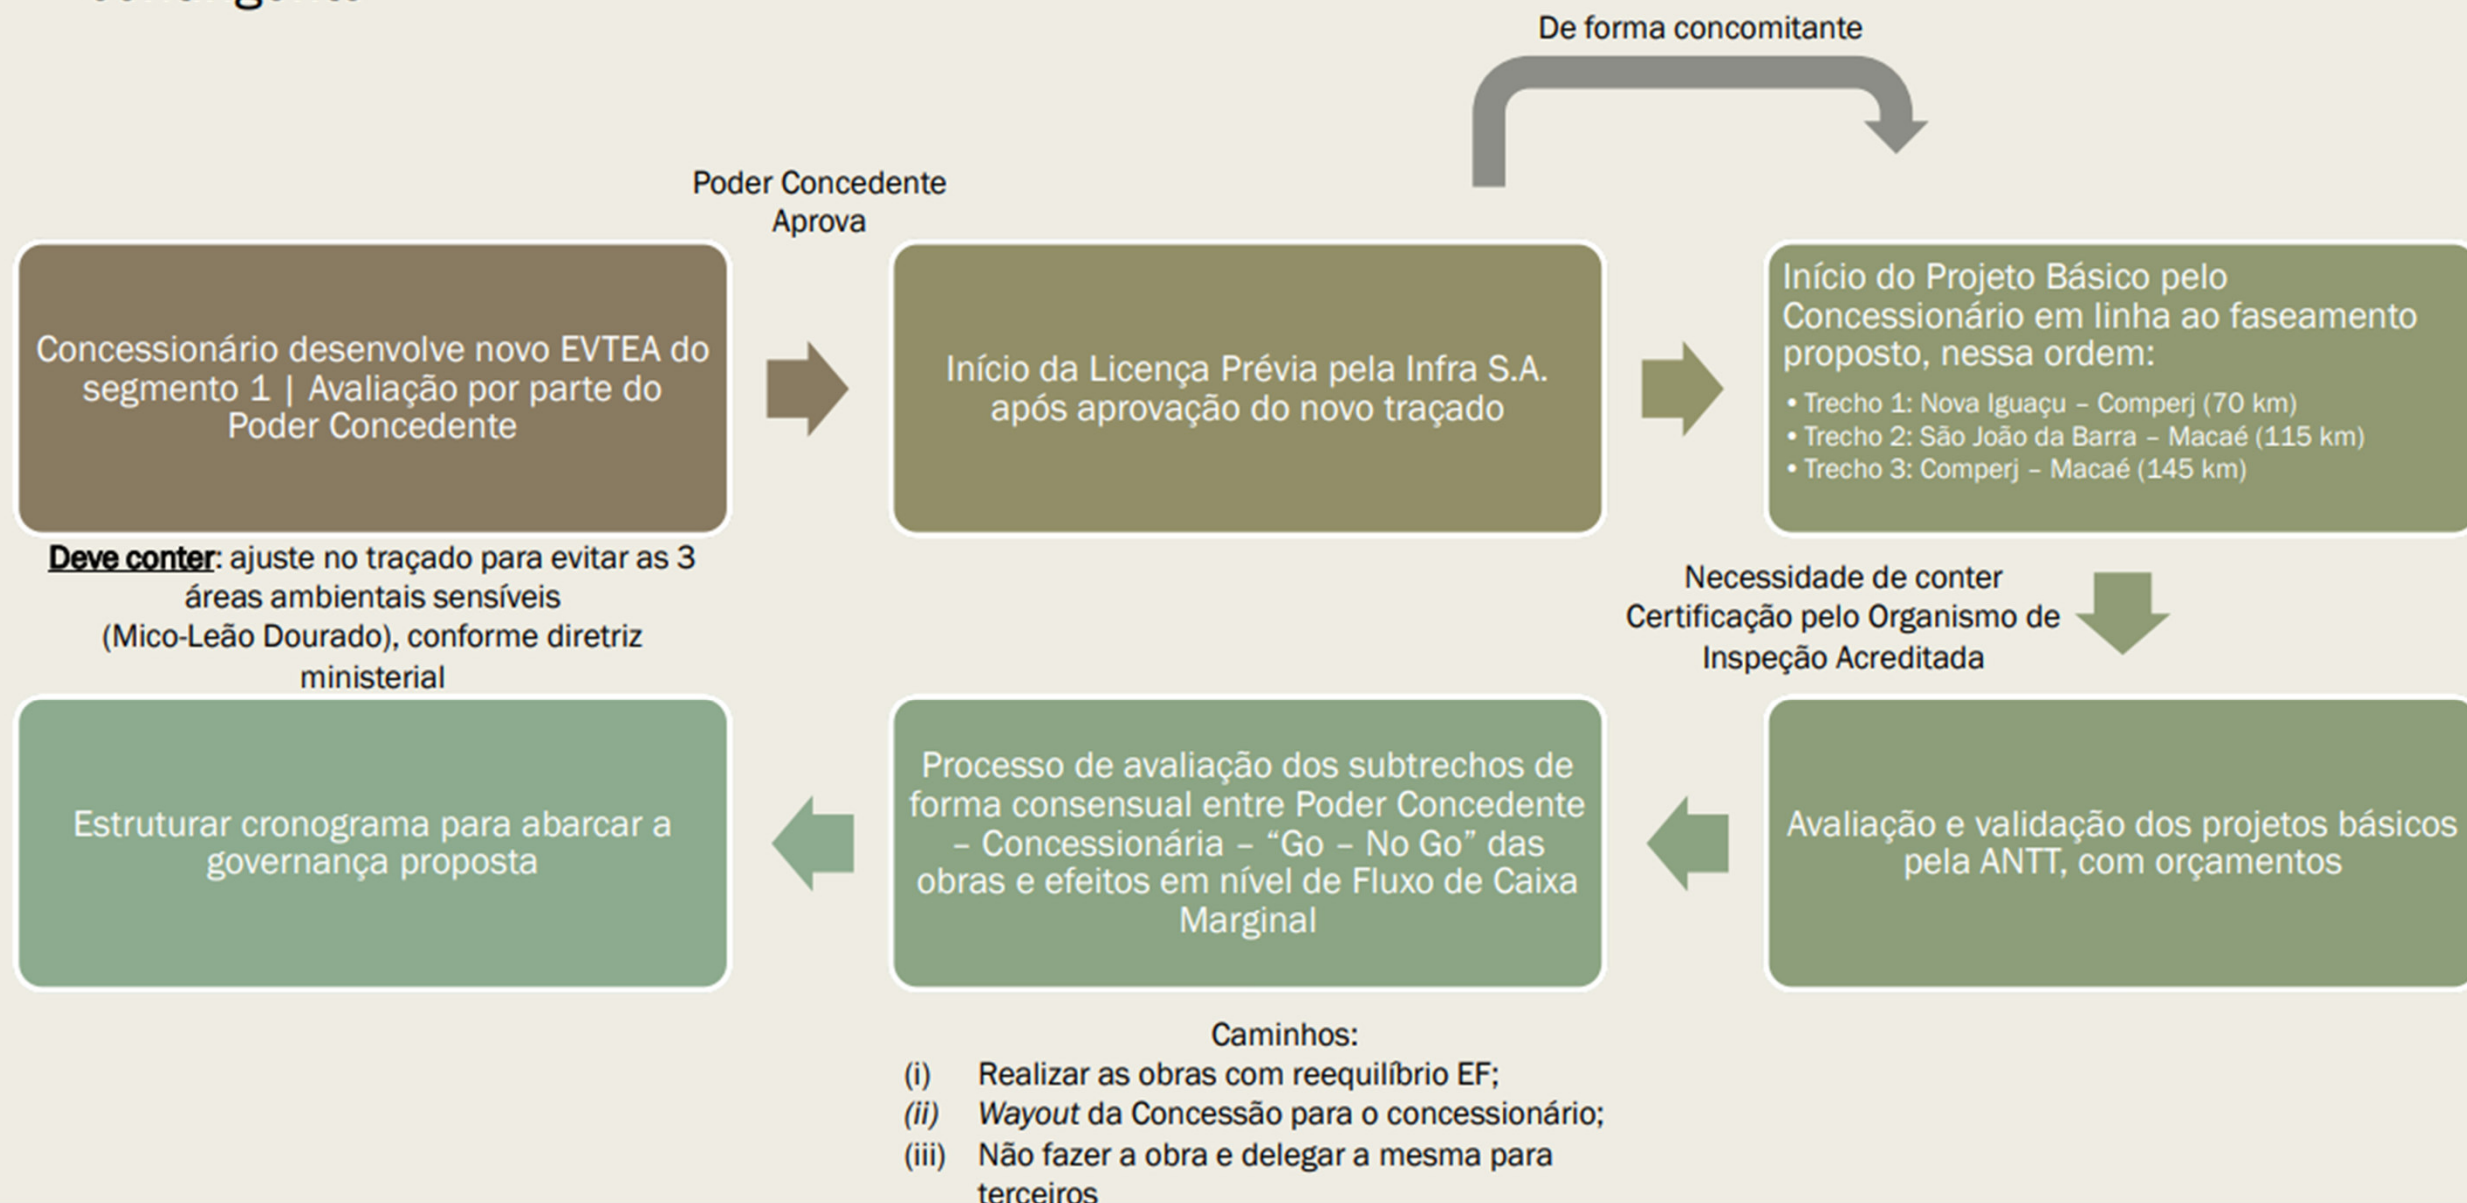 De forma concomitante
Poder Concedente
Aprova
Concessionário desenvolve novo EVTEA do
segmento 1 | Avaliação por parte do
Poder Concedente
Início da Licença Prévia pela Infra S.A.
após aprovação do novo traçado
Início do Projeto Básico pelo
Concessionário em linha ao faseamento
proposto, nessa ordem:
• Trecho 1: Nova Iguaçu – Comperj (70 km)
• Trecho 2: São João da Barra – Macaé (115 km)
• Trecho 3: Comperj – Macaé (145 km)
Deve conter: ajuste no traçado para evitar as 3
áreas ambientais sensíveis
(Mico-Leão Dourado), conforme diretriz
ministerial
Necessidade de conter
Certificação pelo Organismo de
Inspeção Acreditada
Estruturar cronograma para abarcar a
governança proposta
Processo de avaliação dos subtrechos de
forma consensual entre Poder Concedente
– Concessionária – “Go – No Go” das
obras e efeitos em nível de Fluxo de Caixa
Marginal
Avaliação e validação dos projetos básicos
pela ANTT, com orçamentos
Caminhos:
(i) Realizar as obras com reequilíbrio EF;
(ii) Wayout da Concessão para o concessionário;
(iii) Não fazer a obra e delegar a mesma para
terceiros